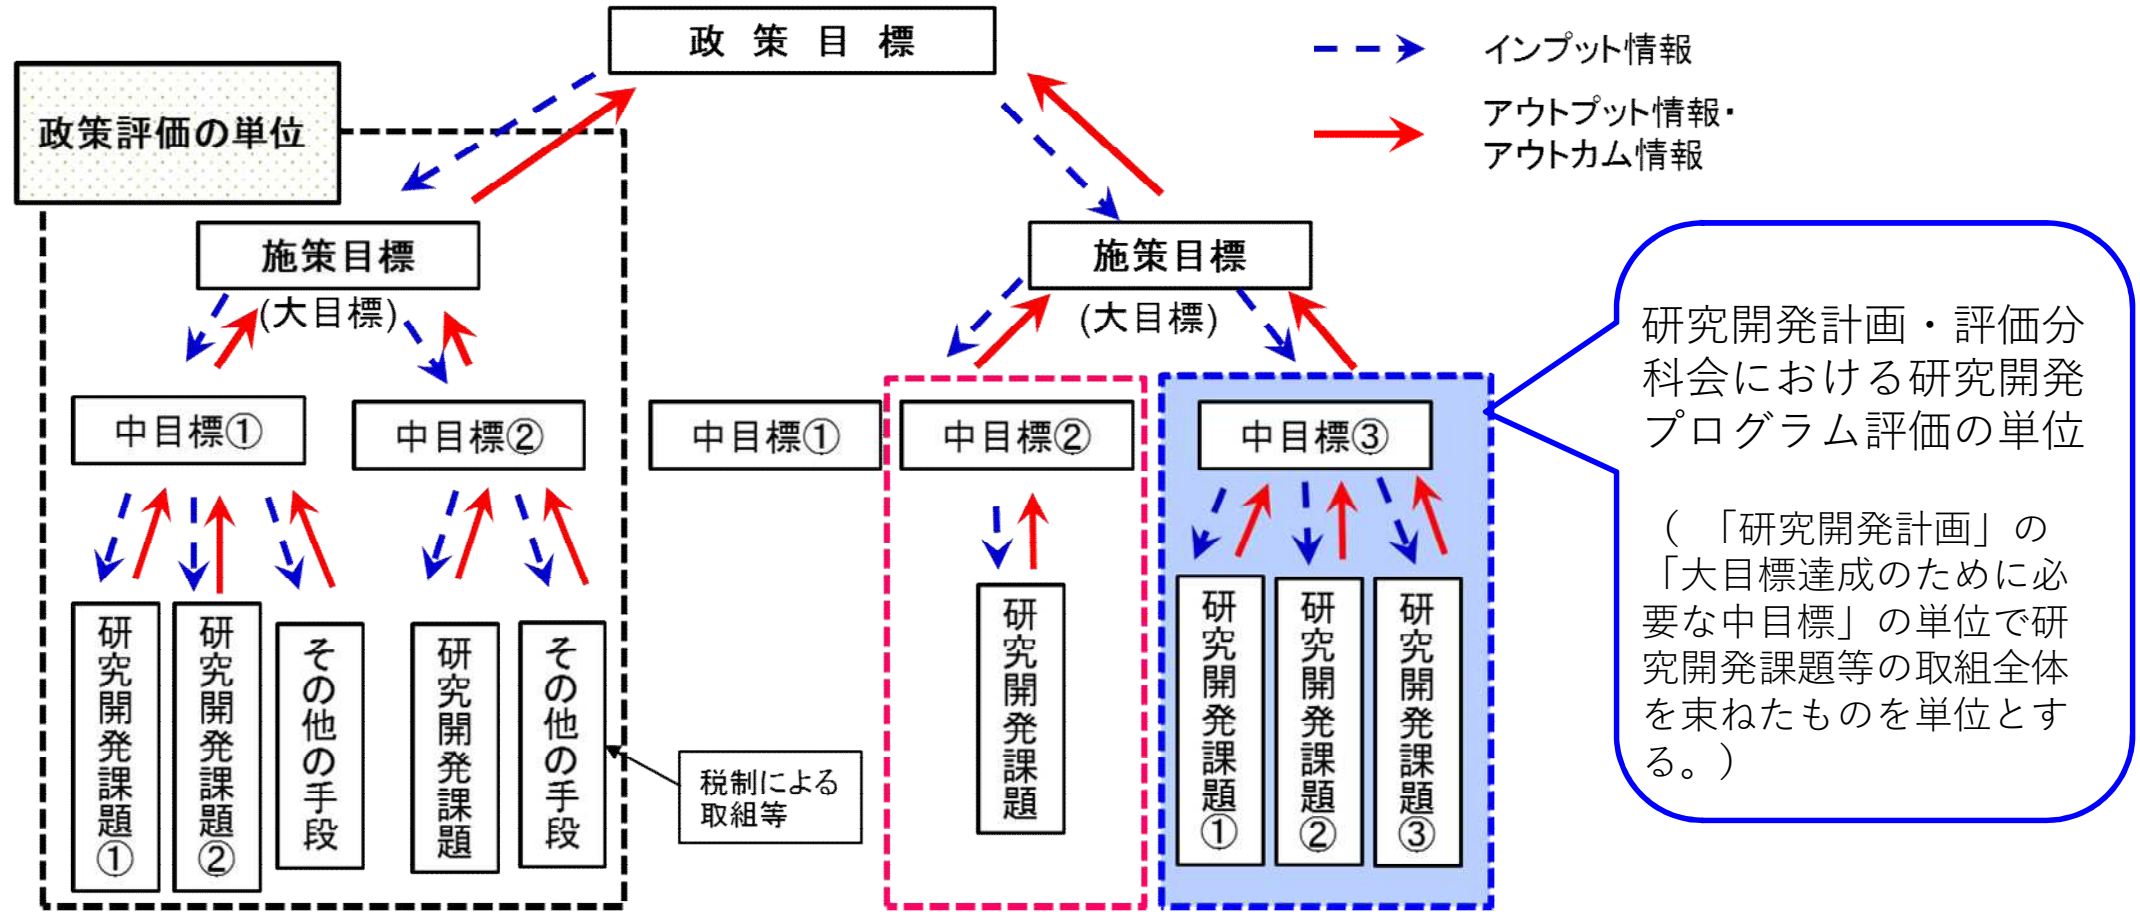 政策目標
インプット情報
アウトプット情報・
アウトカム情報
政策評価の単位
施策目標
(大目標)
施策目標
(大目標)
中目標①
中目標②
中目標①
中目標②
中目標③
研究開発課題①
研究開発課題②
その他の手段
研究開発課題
その他の手段
税制による
取組等
研究開発課題
研究開発課題①
研究開発課題②
研究開発課題③
研究開発計画・評価分
科会における研究開発
プログラム評価の単位
（ 「研究開発計画」の
「大目標達成のために必
要な中目標」の単位で研
究開発課題等の取組全体
を束ねたものを単位とす
る。）